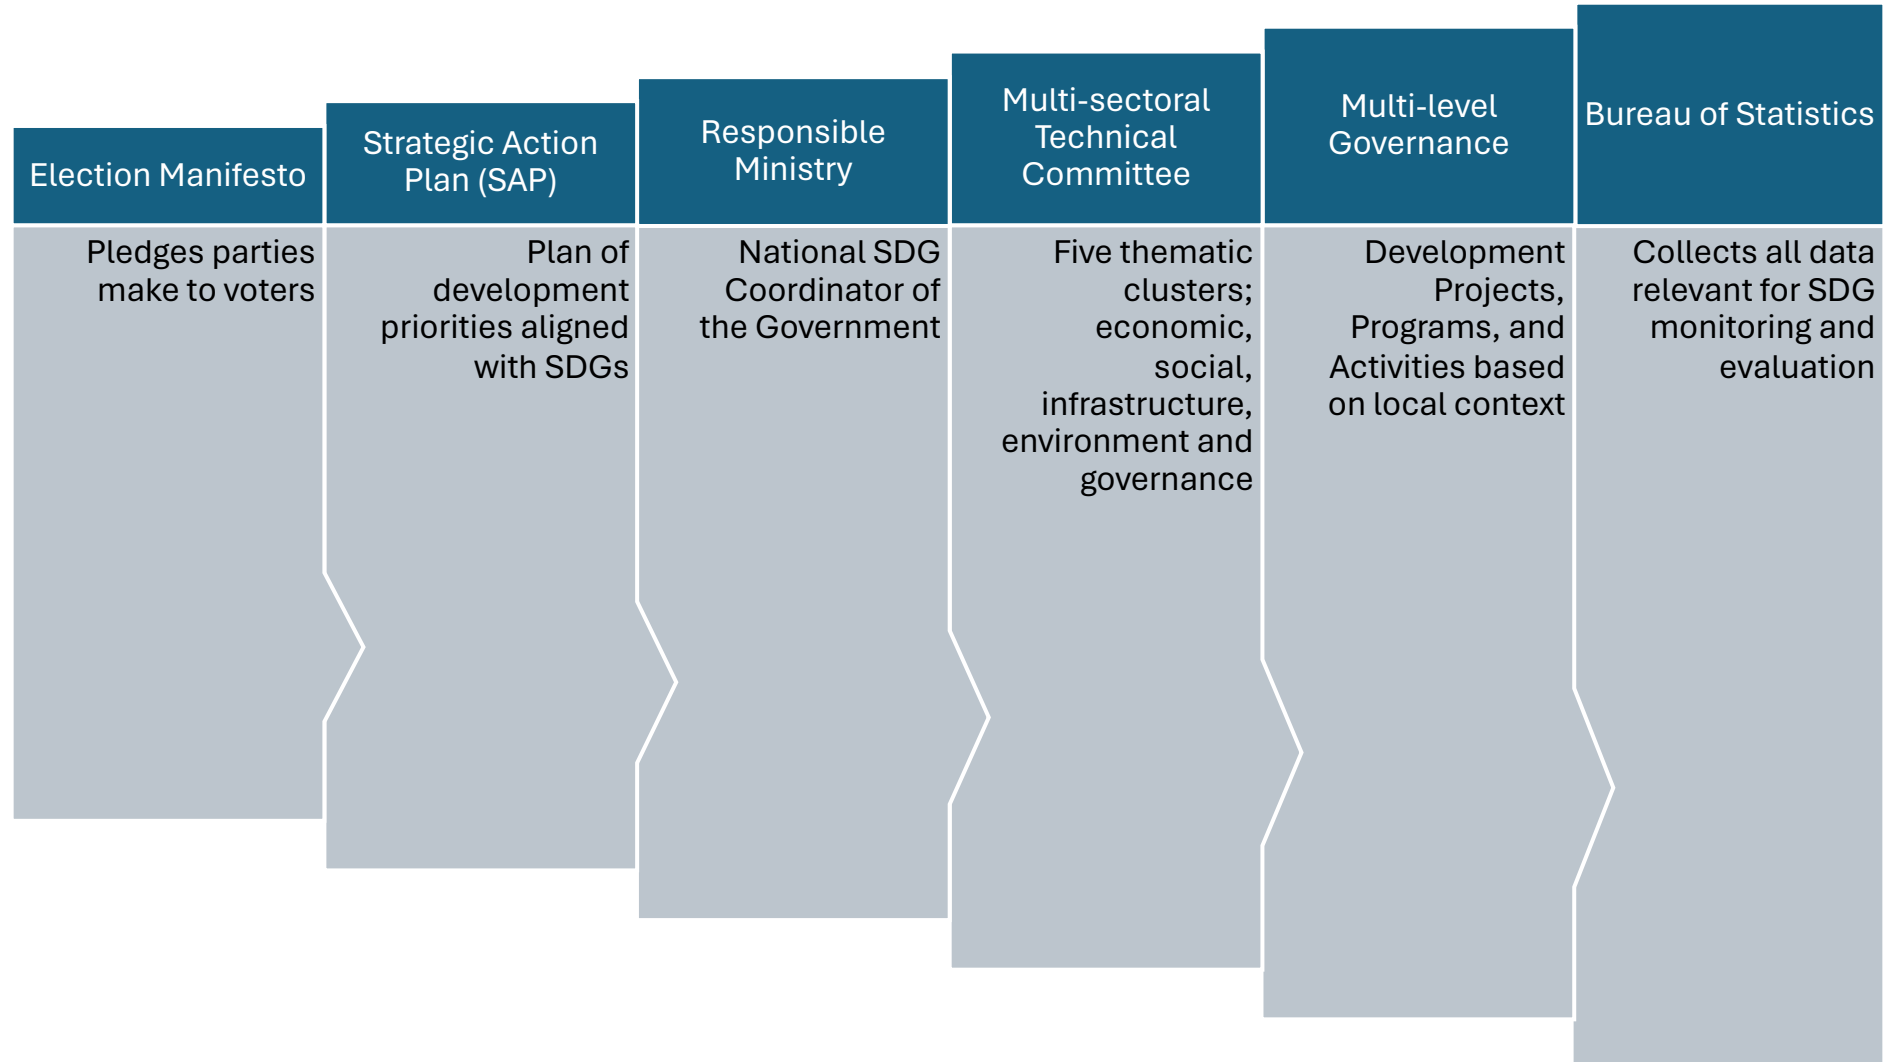 Election Manifesto
Pledges parties
make to voters
Strategic Action
Plan (SAP)
Plan of
development
priorities aligned
with SDGs
Responsible
Ministry
National SDG
Coordinator of
the Government
Multi-sectoral
Technical
Committee
Five thematic
clusters;
economic,
social,
infrastructure,
environment and
governance
Multi-level
Governance
Development
Projects,
Programs, and
Activities based
on local context
Bureau of Statistics
Collects all data
relevant for SDG
monitoring and
evaluation